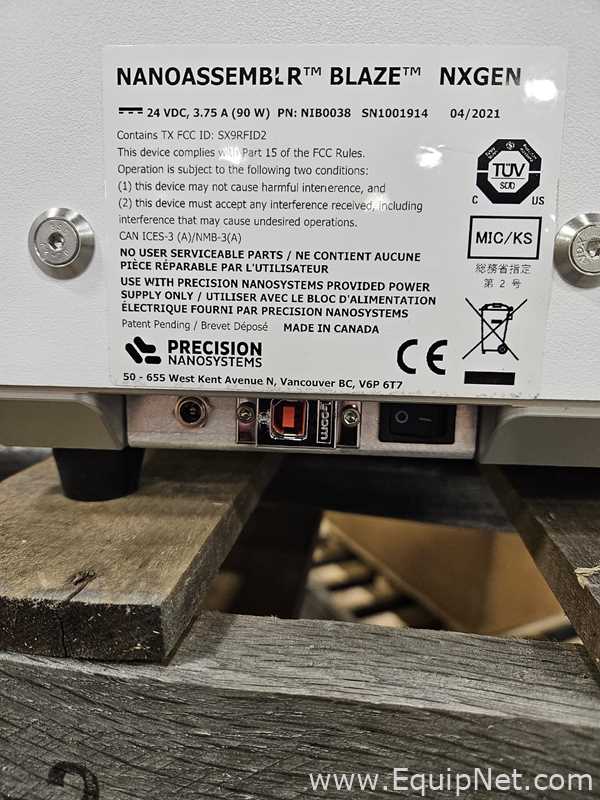 NANOASSEMBLR™ BLAZE™ NXGEN
24 VDC, 3.75 A (90 W) PN: NIB0038 SN1001914 04/2021
Contains TX FCC ID: SX9RFID2
This device complies with Part 15 of the FCC Rules.
Operation is subject to the following two conditions:
(1) this device may not cause harmful interference, and
(2) this device must accept any interference received, including
interference that may cause undesired operations.
CAN ICES-3 (A)/NMB-3(A)
NO USER SERVICEABLE PARTS / NE CONTIENT AUCUNE
PIÈCE RÉPARABLE PAR L'UTILISATEUR
USE WITH PRECISION NANOSYSTEMS PROVIDED POWER
SUPPLY ONLY / UTILISER AVEC LE BLOC D'ALIMENTATION
ÉLECTRIQUE FOURNI PAR PRECISION NANOSYSTEMS
Patent Pending / Brevet Déposé MADE IN CANADA
PRECISION
NANOSYSTEMS
50 - 655 West Kent Avenue N, Vancouver BC, V6P 6T7
TÜV
SÜD
C US
MIC/KS
総務省指定
第 2 号
CE
www.EquipNet.com